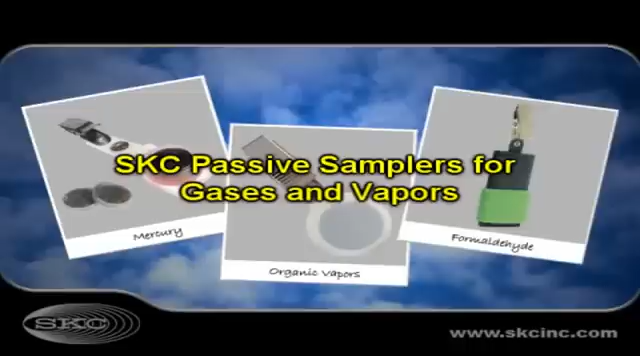 SKC Passive Samplers for
Gases and Vapors
Mercury
Organic Vapors
Formaldehyde
SKC
www.skcinc.com